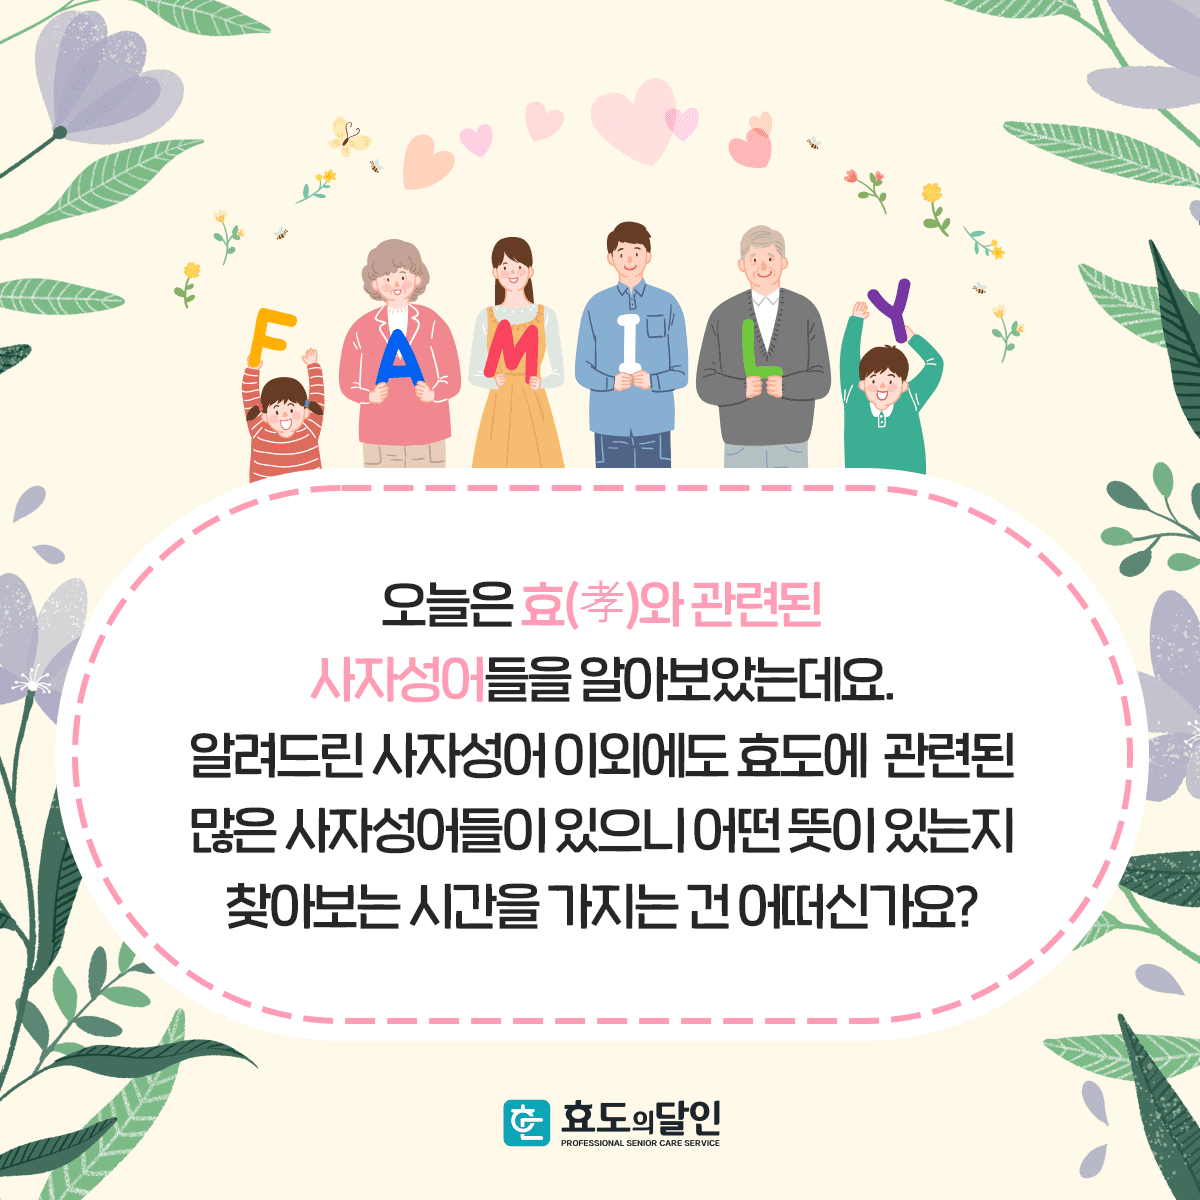 FAMILY
오늘은 효(孝)와 관련된
사자성어들을 알아보았는데요.
알려드린 사자성어 이외에도 효도에 관련된
많은 사자성어들이 있으니 어떤 뜻이 있는지
찾아보는 시간을 가지는 건 어떠신가요?
효도의달인
PROFESSIONAL SENIOR CARE SERVICE